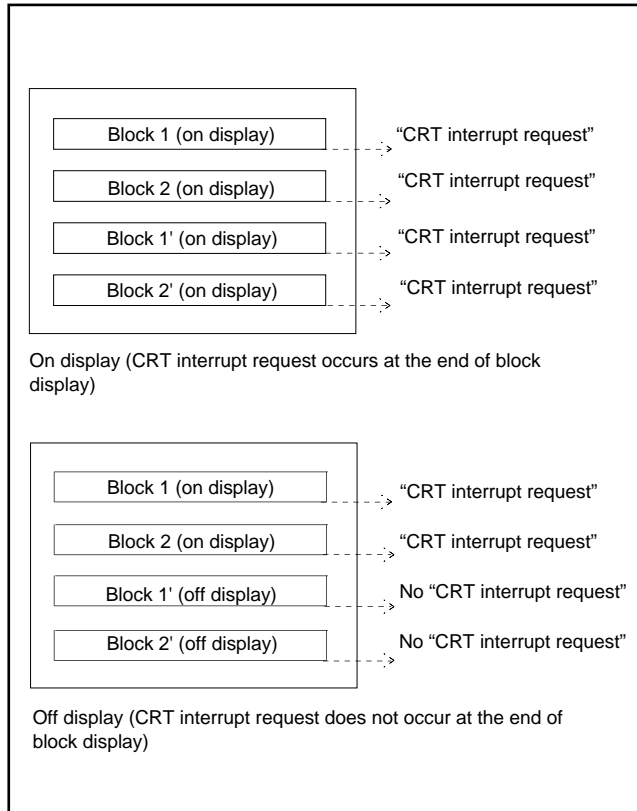 Block 1 (on display)
“CRT interrupt request”
Block 2 (on display)
“CRT interrupt request”
Block 1' (on display)
“CRT interrupt request”
Block 2' (on display)
“CRT interrupt request”
On display (CRT interrupt request occurs at the end of block
display)
Block 1 (on display)
“CRT interrupt request”
Block 2 (on display)
“CRT interrupt request”
Block 1' (off display)
No “CRT interrupt request”
Block 2' (off display)
No “CRT interrupt request”
Off display (CRT interrupt request does not occur at the end of
block display)